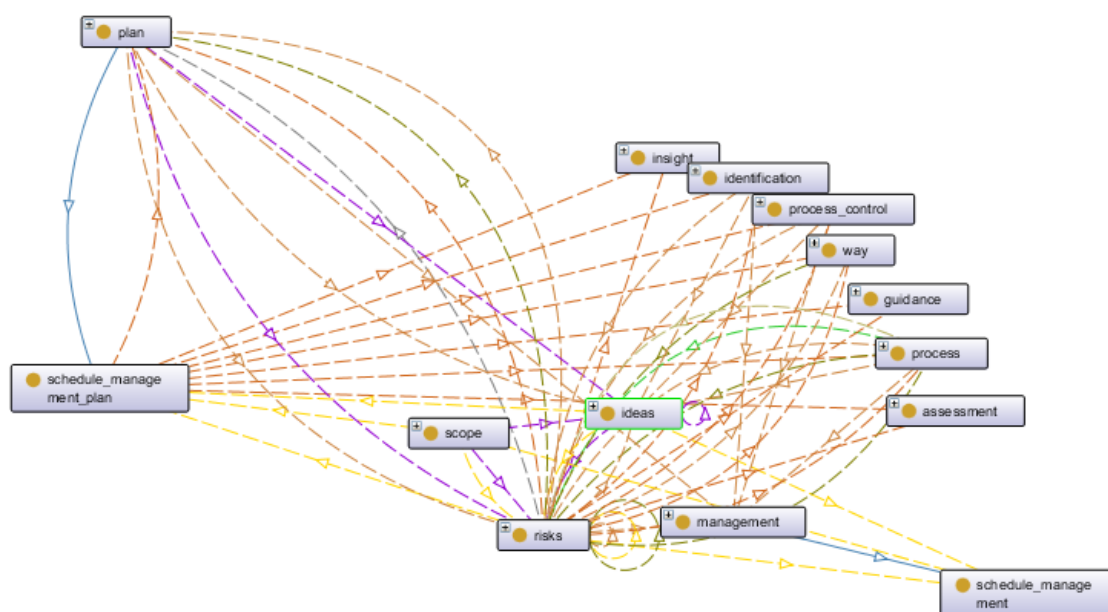 plan
insight
identification
process_control
way
guidance
process
schedule_manage
ment_plan
ideas
assessment
scope
management
risks
schedule_manage
ment